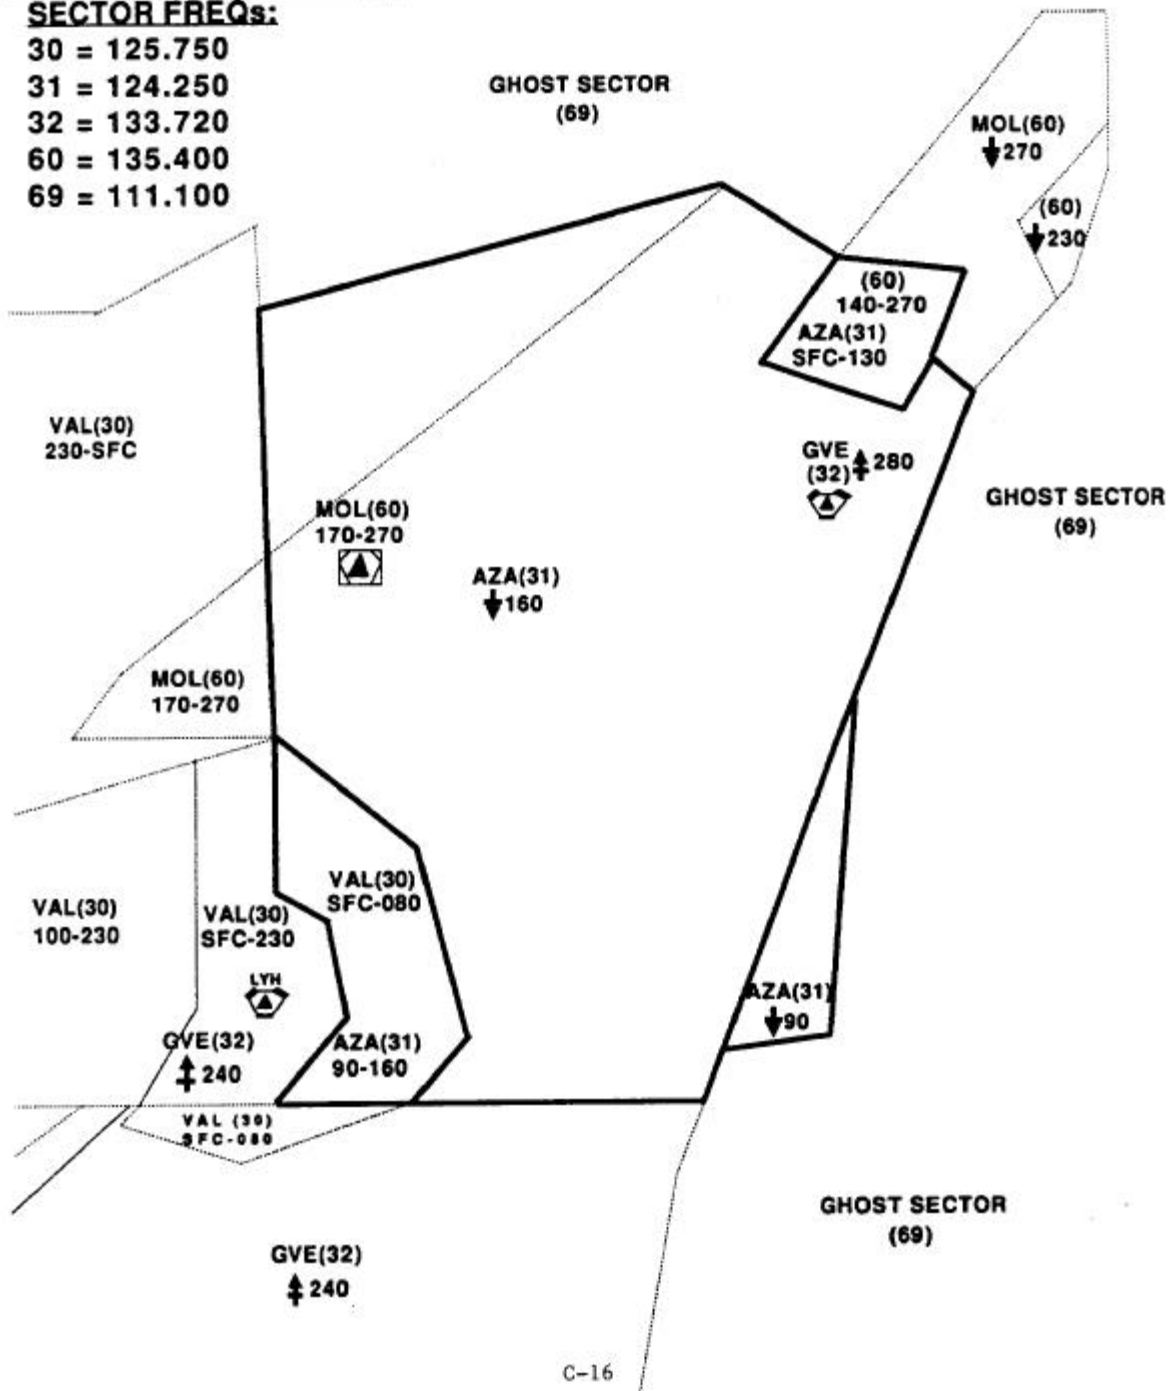 SECTOR FREQs:
30 = 125.750
31 = 124.250
32 = 133.720
60 = 135.400
69 = 111.100
GHOST SECTOR
(69)
MOL(60)
270
(60)
230
(60)
140-270
AZA(31)
SFC-130
VAL(30)
230-SFC
GVE
(32)
280
GHOST SECTOR
(69)
MOL(60)
170-270
AZA(31)
160
MOL(60)
170-270
VAL(30)
SFC-080
VAL(30)
100-230
VAL(30)
SFC-230
LYH
AZA(31)
90
GVE(32)
240
AZA(31)
90-160
VAL (30)
SFC-080
GHOST SECTOR
(69)
GVE(32)
240
C-16